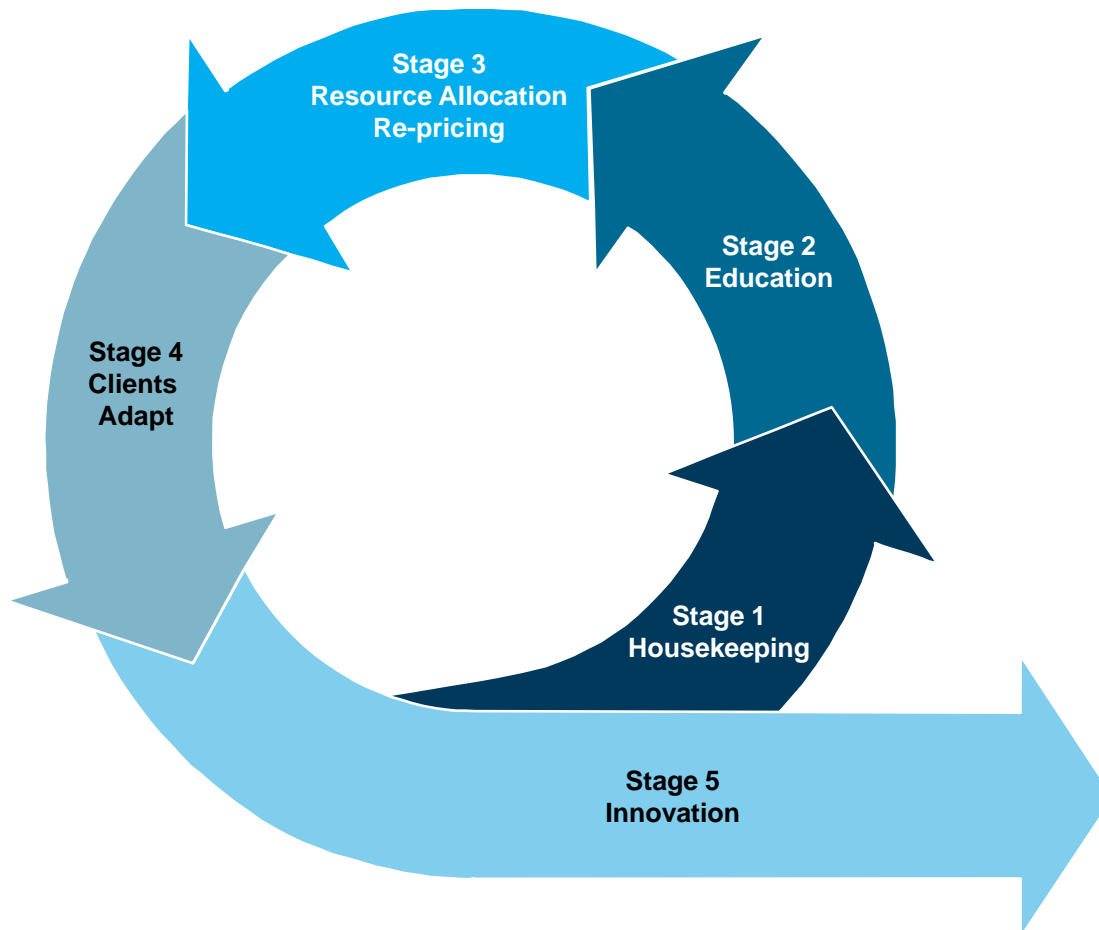 Stage 3
Resource Allocation
Re-pricing
Stage 2
Education
Stage 4
Clients
Adapt
Stage 1
Housekeeping
Stage 5
Innovation